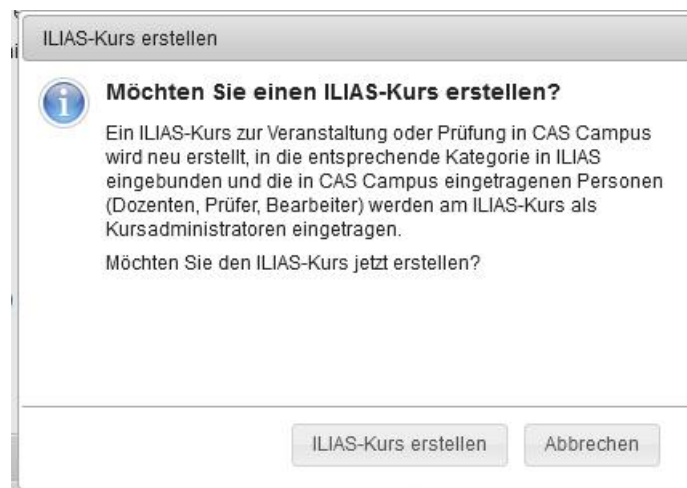 ILIAS-Kurs erstellen
Möchten Sie einen ILIAS-Kurs erstellen?
Ein ILIAS-Kurs zur Veranstaltung oder Prüfung in CAS Campus
wird neu erstellt, in die entsprechende Kategorie in ILIAS
eingebunden und die in CAS Campus eingetragenen Personen
(Dozenten, Prüfer, Bearbeiter) werden am ILIAS-Kurs als
Kursadministratoren eingetragen.
Möchten Sie den ILIAS-Kurs jetzt erstellen?
ILIAS-Kurs erstellen
Abbrechen